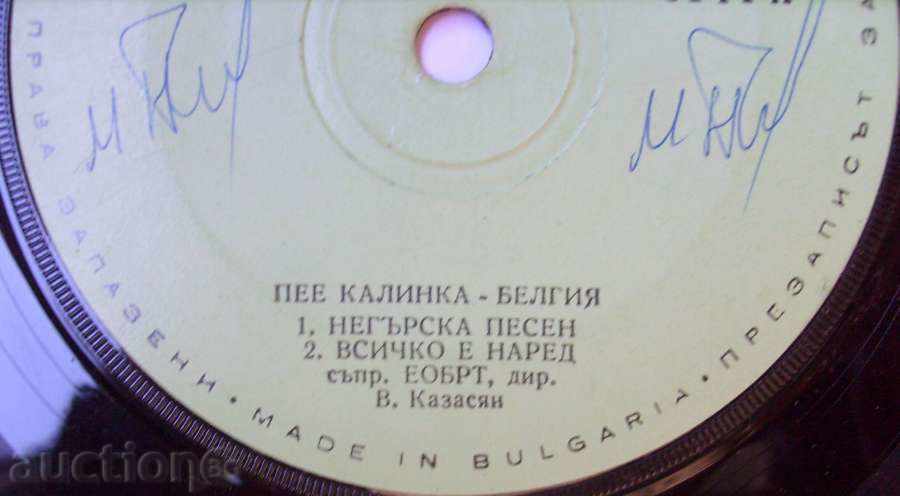 ПРАВА ЗАПАЗЕНИ · MADE IN BULGARIA · ПРЕЗАПИСЪТ ЗА
ПЕЕ КАЛИНКА - БЕЛГИЯ
1. НЕГЪРСКА ПЕСЕН
2. ВСИЧКО Е НАРЕД
съпр. ЕОБРТ, дир.
В. Казасян
auction